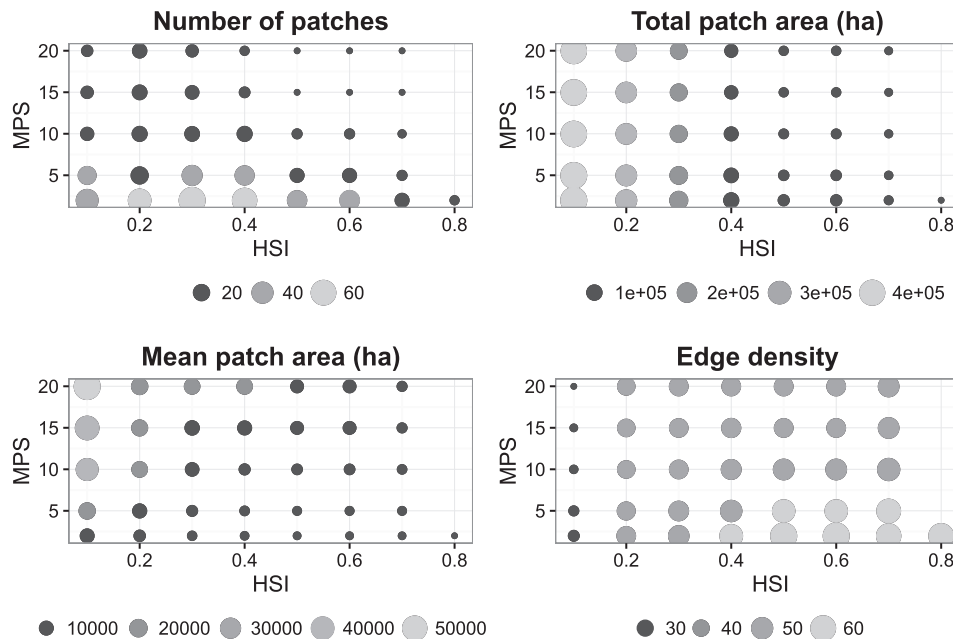 Number of patches
20
15
10
5
MPS
0.2 0.4 0.6 0.8
HSI
20 40 60
Total patch area (ha)
20
15
10
5
MPS
0.2 0.4 0.6 0.8
HSI
1e+05 2e+05 3e+05 4e+05
Mean patch area (ha)
20
15
10
5
MPS
0.2 0.4 0.6 0.8
HSI
10000 20000 30000 40000 50000
Edge density
20
15
10
5
MPS
0.2 0.4 0.6 0.8
HSI
30 40 50 60